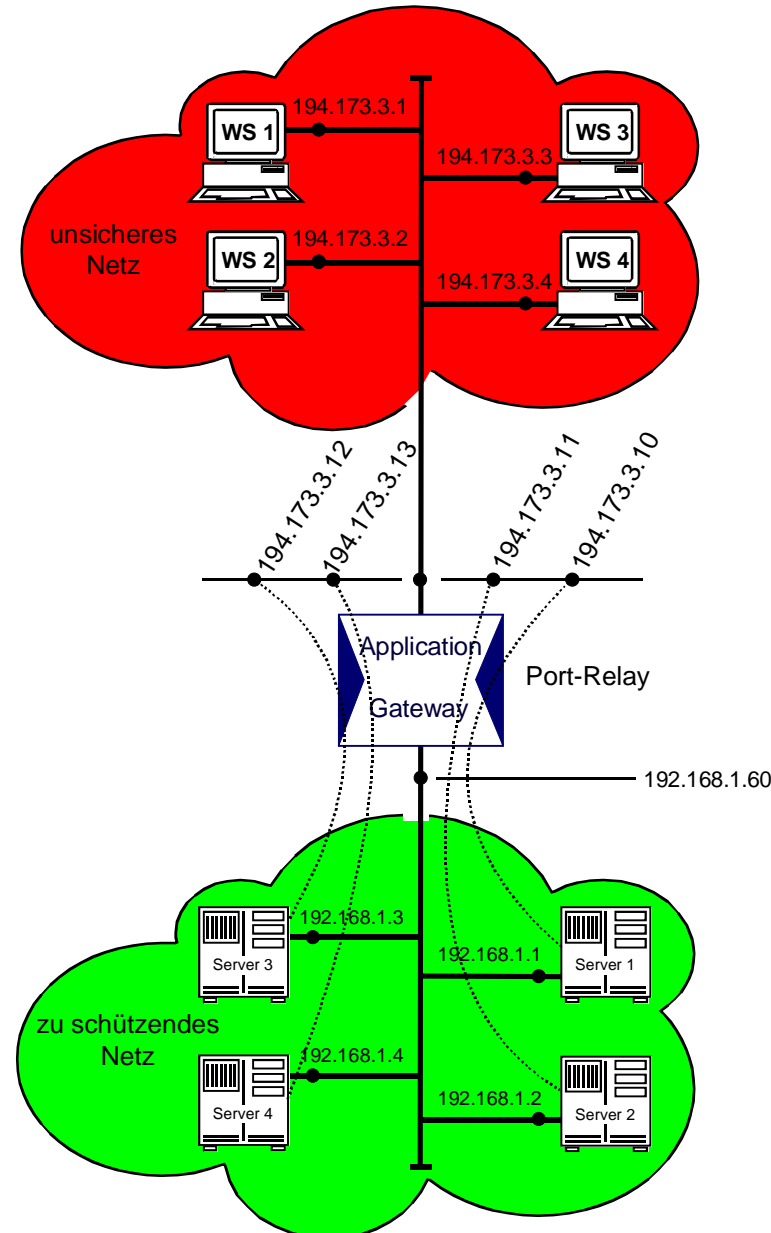 194.173.3.1
WS 1
WS 3
194.173.3.3
unsicheres
Netz
194.173.3.2
WS 2
WS 4
194.173.3.4
194.173.3.12
194.173.3.13
194.173.3.11
194.173.3.10
Application
Gateway
Port-Relay
192.168.1.60
192.168.1.3
Server 3
192.168.1.1
Server 1
zu schützendes
Netz
192.168.1.4
Server 4
192.168.1.2
Server 2